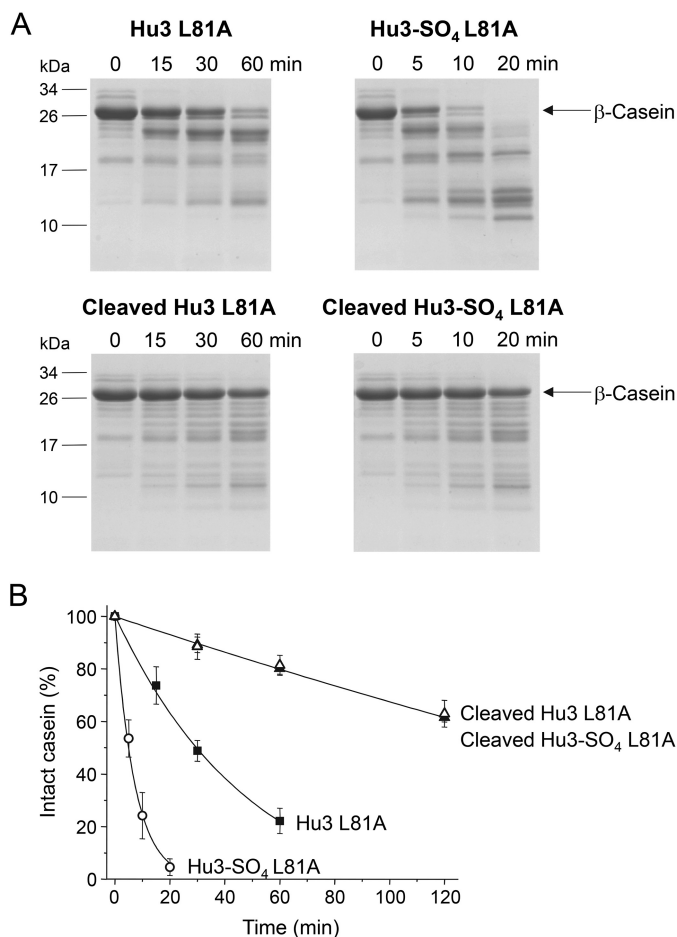 A
Hu3 L81A
Hu3-SO₄ L81A
kDa
0 15 30 60 min
0 5 10 20 min
34
26
17
10
β-Casein
Cleaved Hu3 L81A
Cleaved Hu3-SO₄ L81A
kDa
0 15 30 60 min
0 5 10 20 min
34
26
17
10
β-Casein
B
Intact casein (%)
100
80
60
40
20
0
Cleaved Hu3 L81A
Cleaved Hu3-SO₄ L81A
Hu3 L81A
Hu3-SO₄ L81A
0 20 40 60 80 100 120
Time (min)